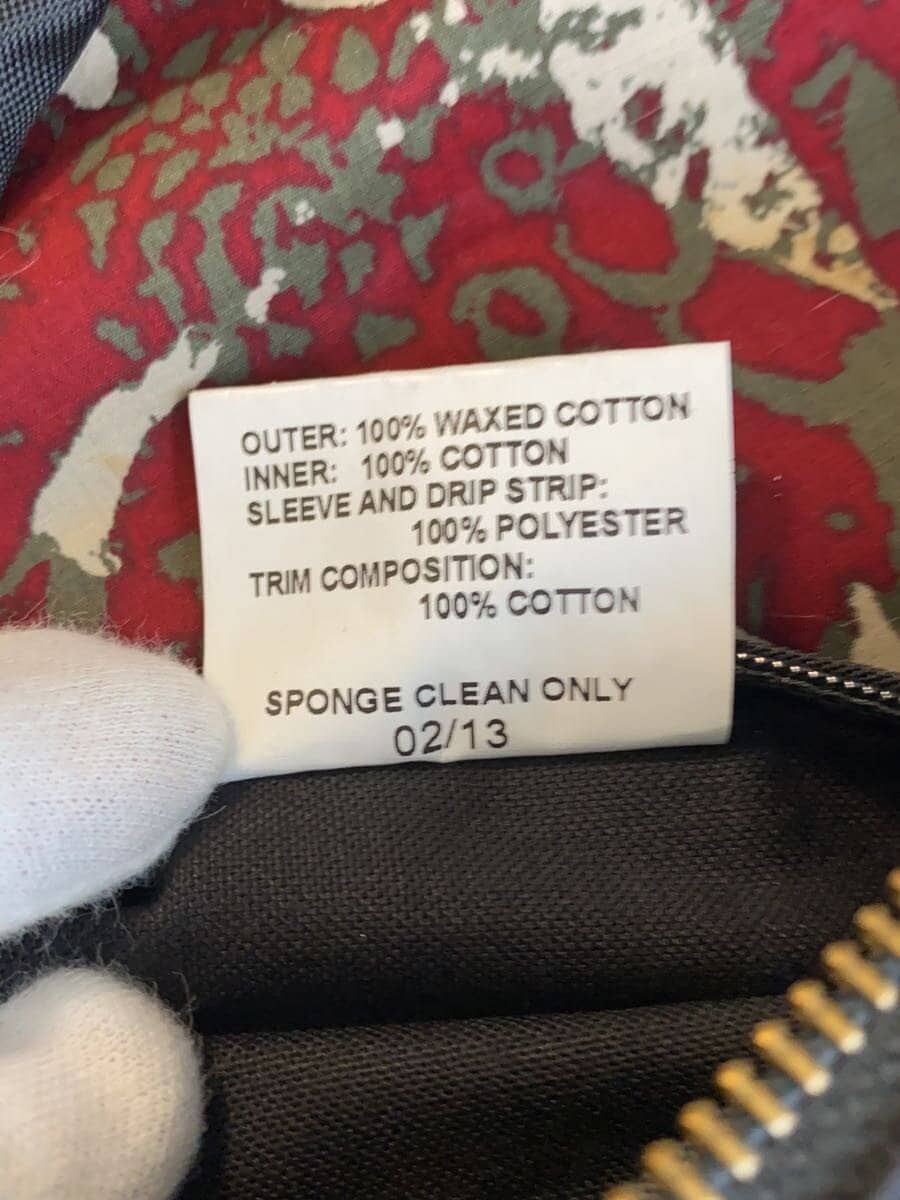 OUTER: 100% WAXED COTTON
INNER: 100% COTTON
SLEEVE AND DRIP STRIP:
100% POLYESTER
TRIM COMPOSITION:
100% COTTON
SPONGE CLEAN ONLY
02/13